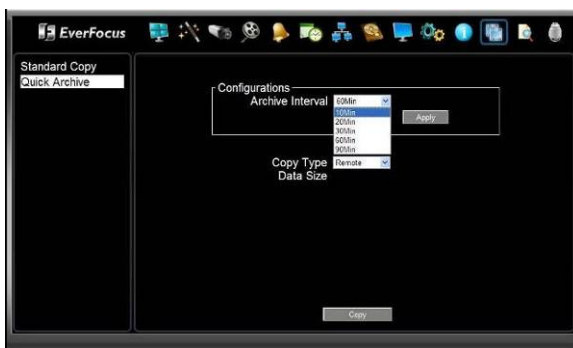 EverFocus
Standard Copy
Quick Archive
Configurations
Archive Interval 60Min
Apply
10Min
20Min
30Min
60Min
90Min
Copy Type Remote
Data Size
Copy